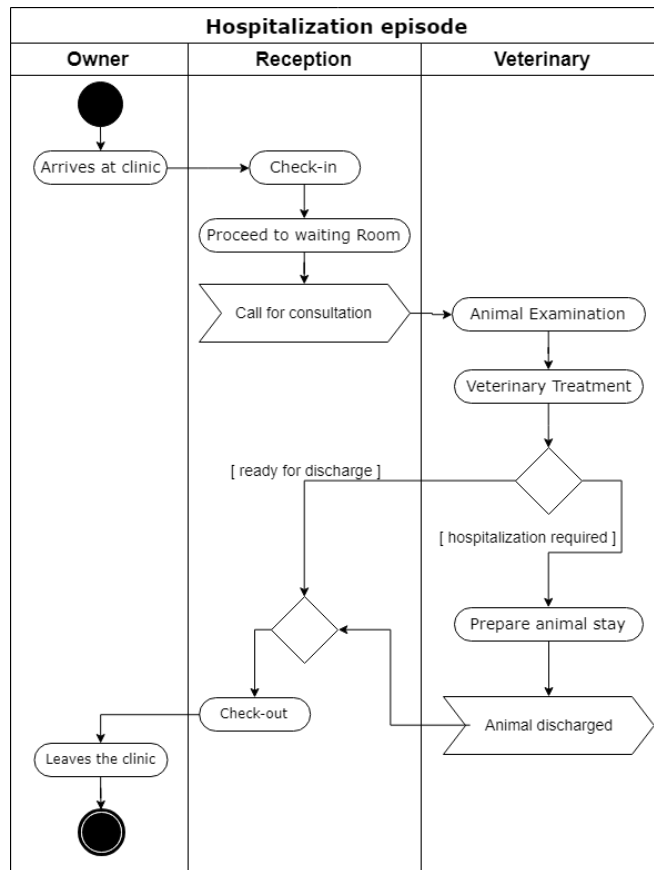 Hospitalization episode
Owner
Reception
Veterinary
Arrives at clinic
Check-in
Proceed to waiting Room
Call for consultation
Animal Examination
Veterinary Treatment
[ ready for discharge ]
[ hospitalization required ]
Prepare animal stay
Check-out
Animal discharged
Leaves the clinic